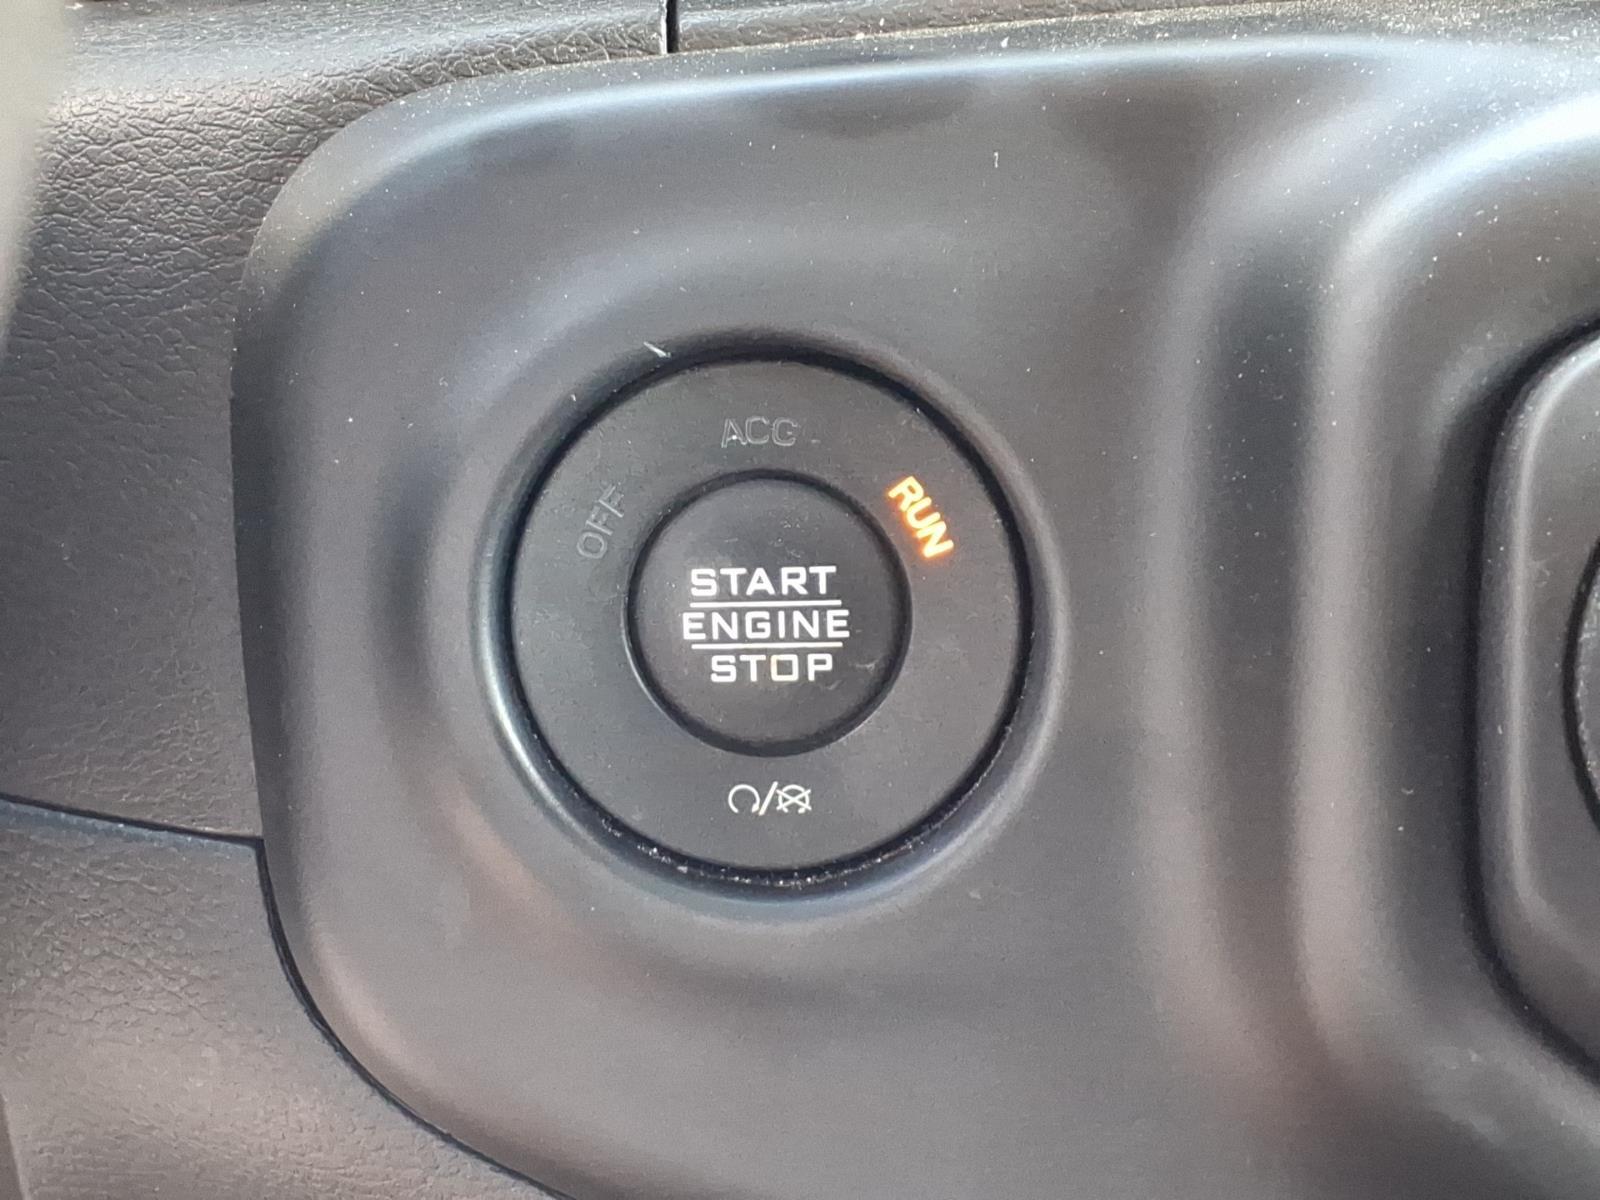 ACC
OFF
RUN
START
ENGINE
STOP